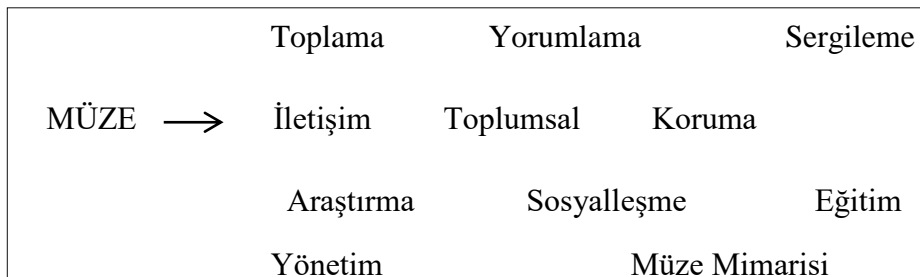 Toplama Yorumlama Sergileme
MÜZE → İletişim Toplumsal Koruma
Araştırma Sosyalleşme Eğitim
Yönetim Müze Mimarisi